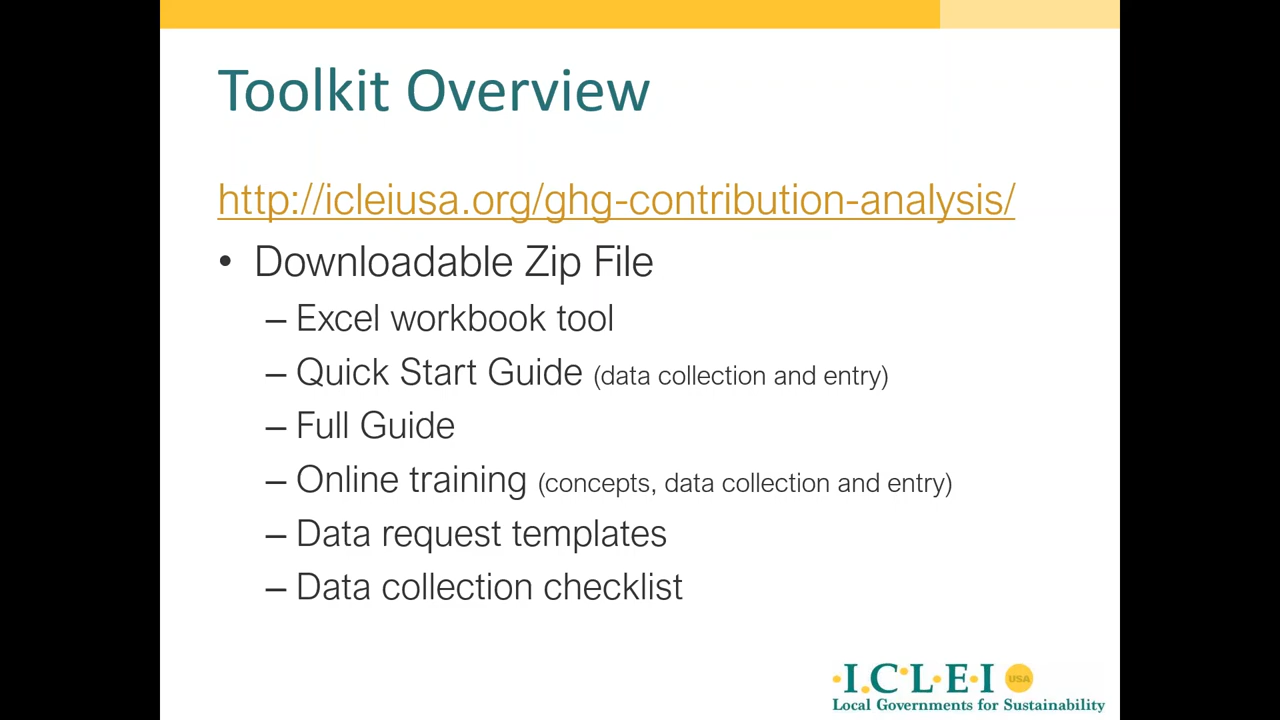 Toolkit Overview
http://icleiusa.org/ghg-contribution-analysis/
• Downloadable Zip File
– Excel workbook tool
– Quick Start Guide (data collection and entry)
– Full Guide
– Online training (concepts, data collection and entry)
– Data request templates
– Data collection checklist
·I.C·L·E·I USA
Local Governments for Sustainability